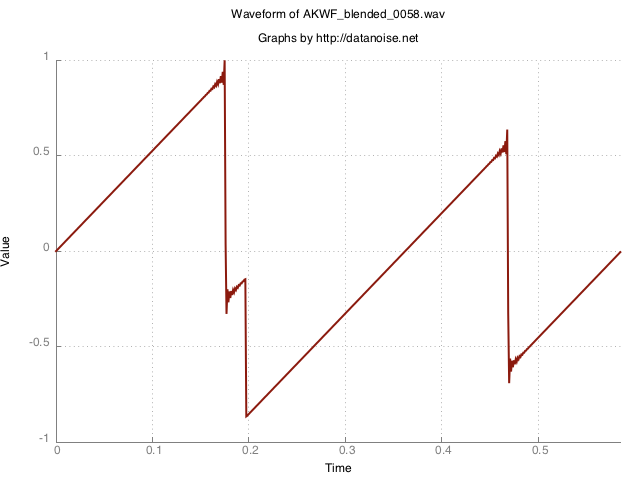 Waveform of AKWF_blended_0058.wav
Graphs by http://datanoise.net
1
0.5
0
-0.5
-1
Value
0 0.1 0.2 0.3 0.4 0.5
Time